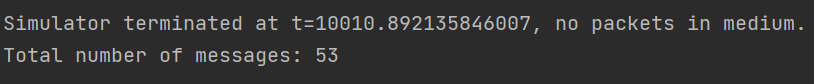 Simulator terminated at t=10010.892135846007, no packets in medium.
Total number of messages: 53